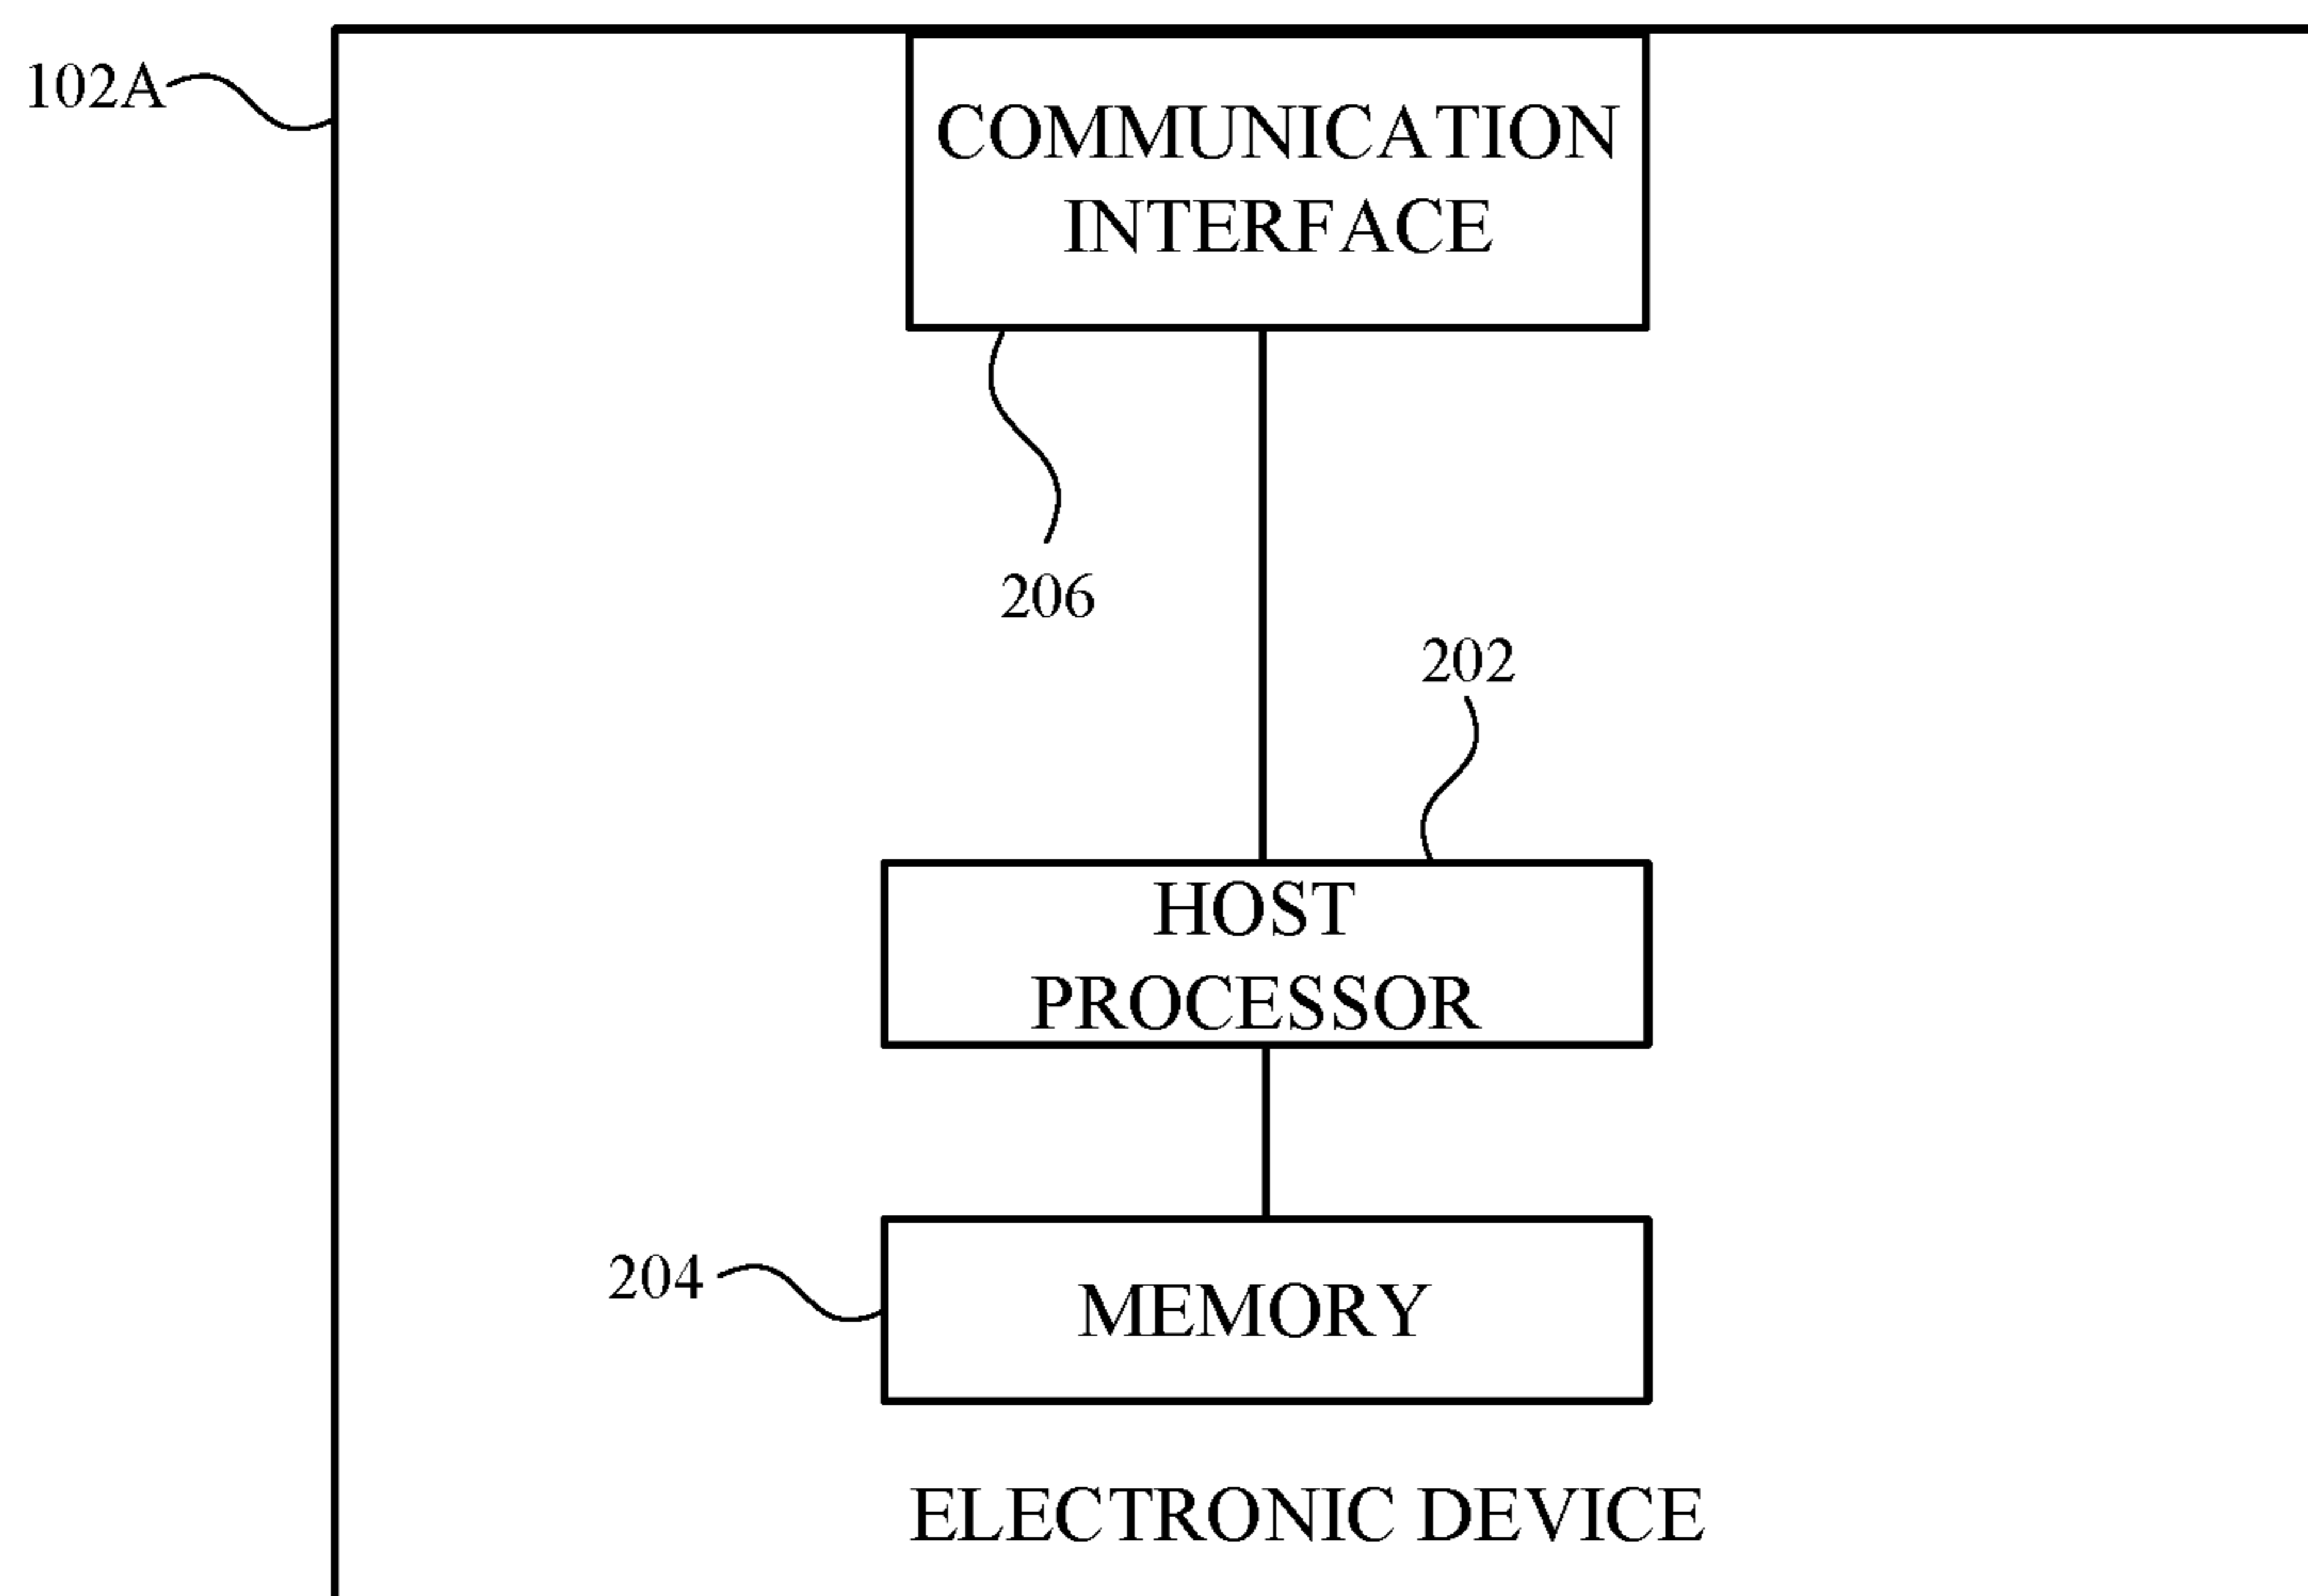 102A
COMMUNICATION
INTERFACE
206
202
HOST
PROCESSOR
204
MEMORY
ELECTRONIC DEVICE